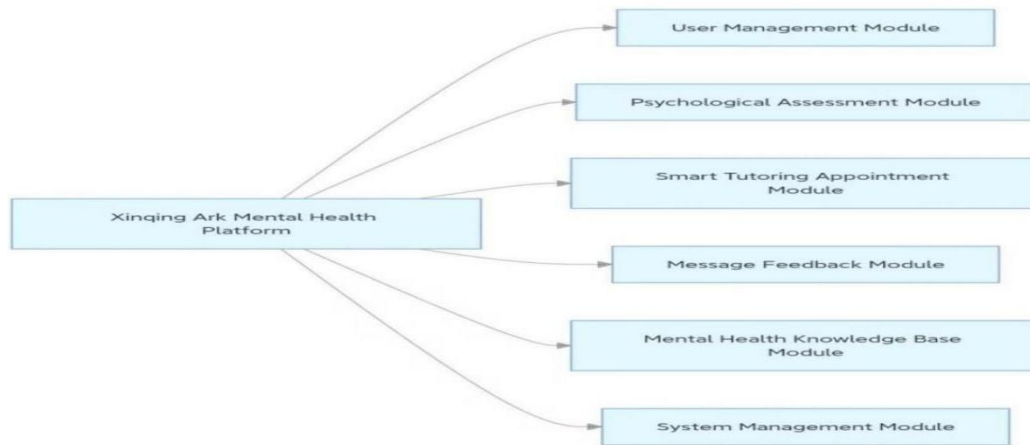 User Management Module
Psychological Assessment Module
Smart Tutoring Appointment
Module
Xinqing Ark Mental Health
Platform
Message Feedback Module
Mental Health Knowledge Base
Module
System Management Module